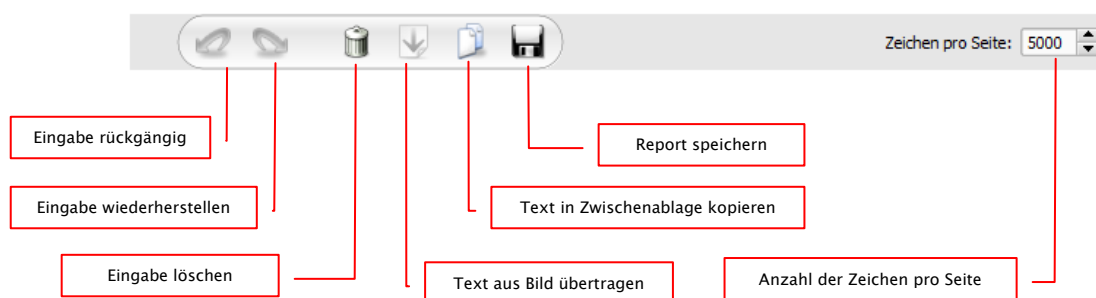 Zeichen pro Seite: 5000
Eingabe rückgängig
Report speichern
Eingabe wiederherstellen
Text in Zwischenablage kopieren
Eingabe löschen
Text aus Bild übertragen
Anzahl der Zeichen pro Seite